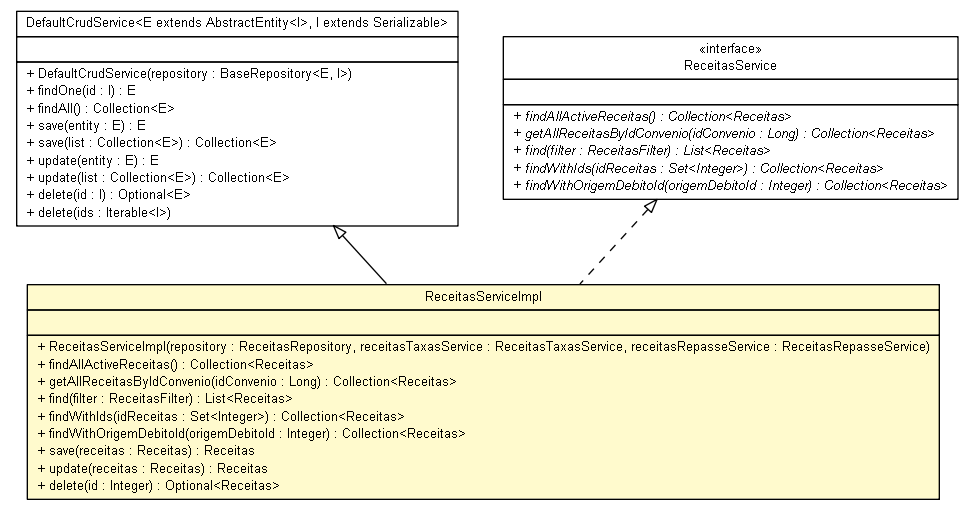 DefaultCrudService<E extends AbstractEntity<I>, I extends Serializable>
+ DefaultCrudService(repository : BaseRepository<E, I>)
+ findOne(id : I) : E
+ findAll() : Collection<E>
+ save(entity : E) : E
+ save(list : Collection<E>) : Collection<E>
+ update(entity : E) : E
+ update(list : Collection<E>) : Collection<E>
+ delete(id : I) : Optional<E>
+ delete(ids : Iterable<I>)
«interface»
ReceitasService
+ findAllActiveReceitas() : Collection<Receitas>
+ getAllReceitasByIdConvenio(idConvenio : Long) : Collection<Receitas>
+ find(filter : ReceitasFilter) : List<Receitas>
+ findWithIds(idReceitas : Set<Integer>) : Collection<Receitas>
+ findWithOrigemDebitoId(origemDebitoId : Integer) : Collection<Receitas>
ReceitasServiceImpl
+ ReceitasServiceImpl(repository : ReceitasRepository, receitasTaxasService : ReceitasTaxasService, receitasRepasseService : ReceitasRepasseService)
+ findAllActiveReceitas() : Collection<Receitas>
+ getAllReceitasByIdConvenio(idConvenio : Long) : Collection<Receitas>
+ find(filter : ReceitasFilter) : List<Receitas>
+ findWithIds(idReceitas : Set<Integer>) : Collection<Receitas>
+ findWithOrigemDebitoId(origemDebitoId : Integer) : Collection<Receitas>
+ save(receitas : Receitas) : Receitas
+ update(receitas : Receitas) : Receitas
+ delete(id : Integer) : Optional<Receitas>